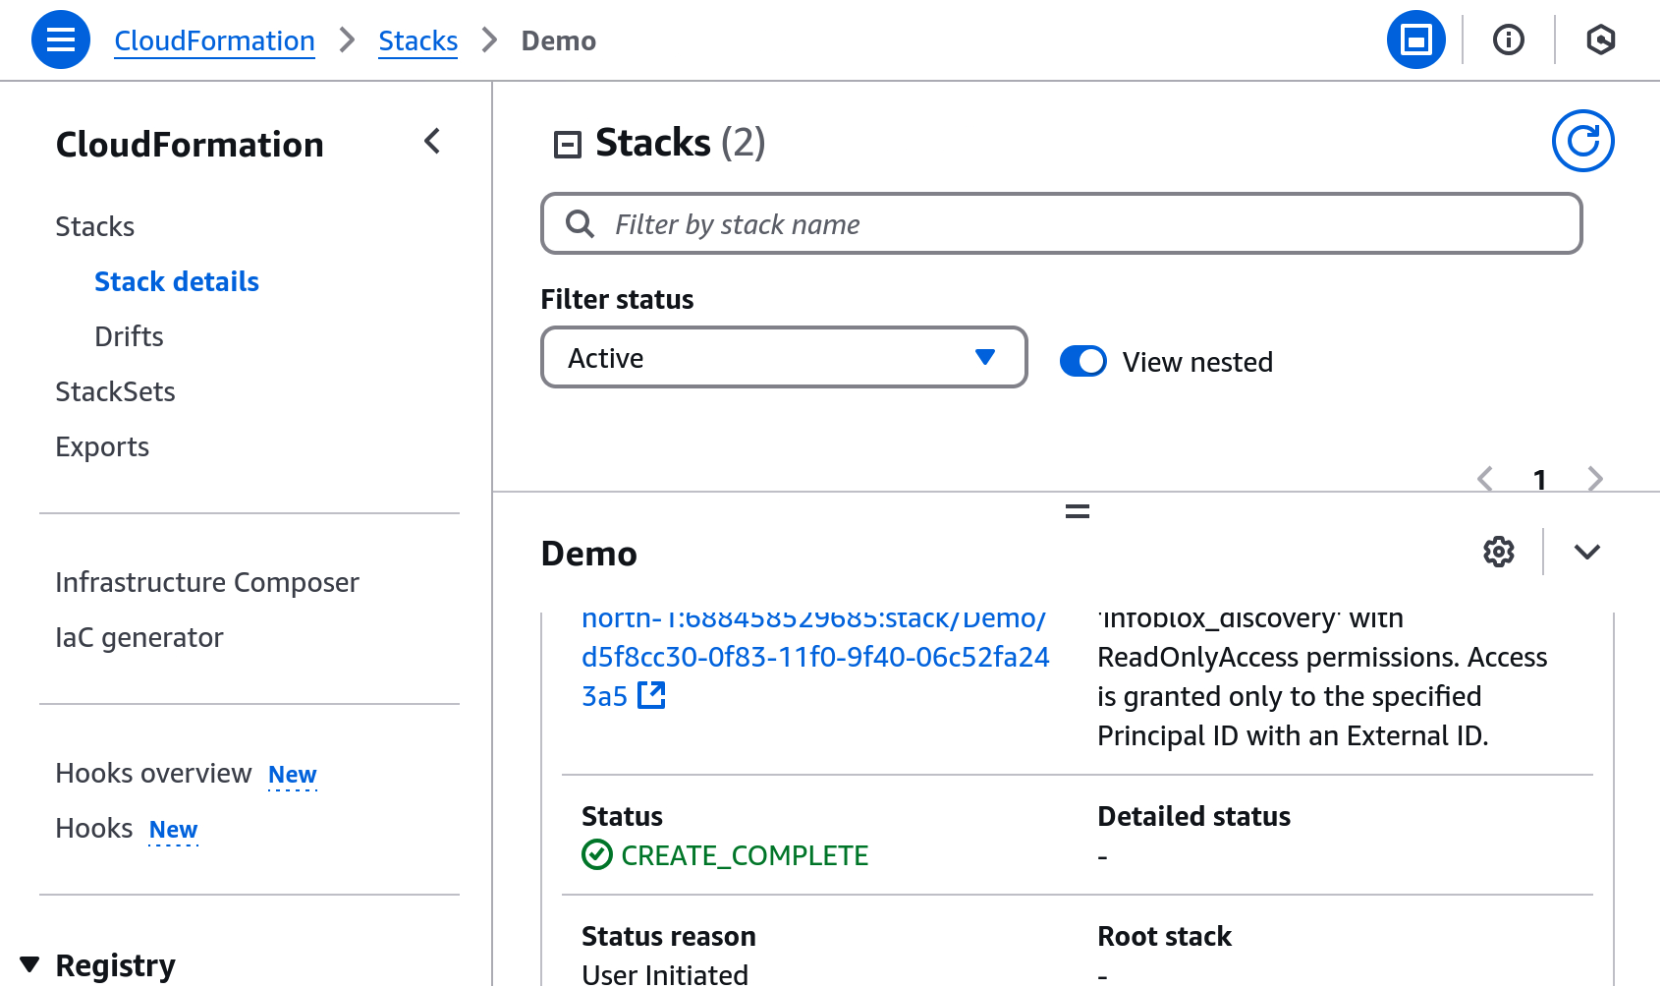 CloudFormation > Stacks > Demo
CloudFormation
Stacks
Stack details
Drifts
StackSets
Exports
Infrastructure Composer
IaC generator
Hooks overview New
Hooks New
Registry
Stacks (2)
Filter by stack name
Filter status
Active
View nested
1
Demo
north-1:688458529685:stack/Demo/
d5f8cc30-0f83-11f0-9f40-06c52fa24
3a5
'infoblox_discovery' with
ReadOnlyAccess permissions. Access
is granted only to the specified
Principal ID with an External ID.
Status
CREATE_COMPLETE
Detailed status
-
Status reason
User Initiated
Root stack
-